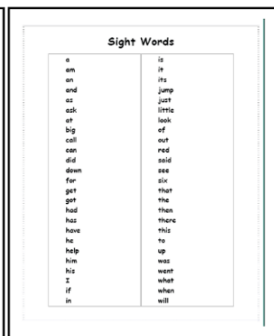 Sight Words
a
am
an
and
as
ask
at
big
call
can
did
down
for
get
got
had
has
have
he
help
him
his
I
if
in
is
it
its
jump
just
little
look
of
out
red
said
see
six
that
the
then
there
this
to
up
was
went
what
when
will